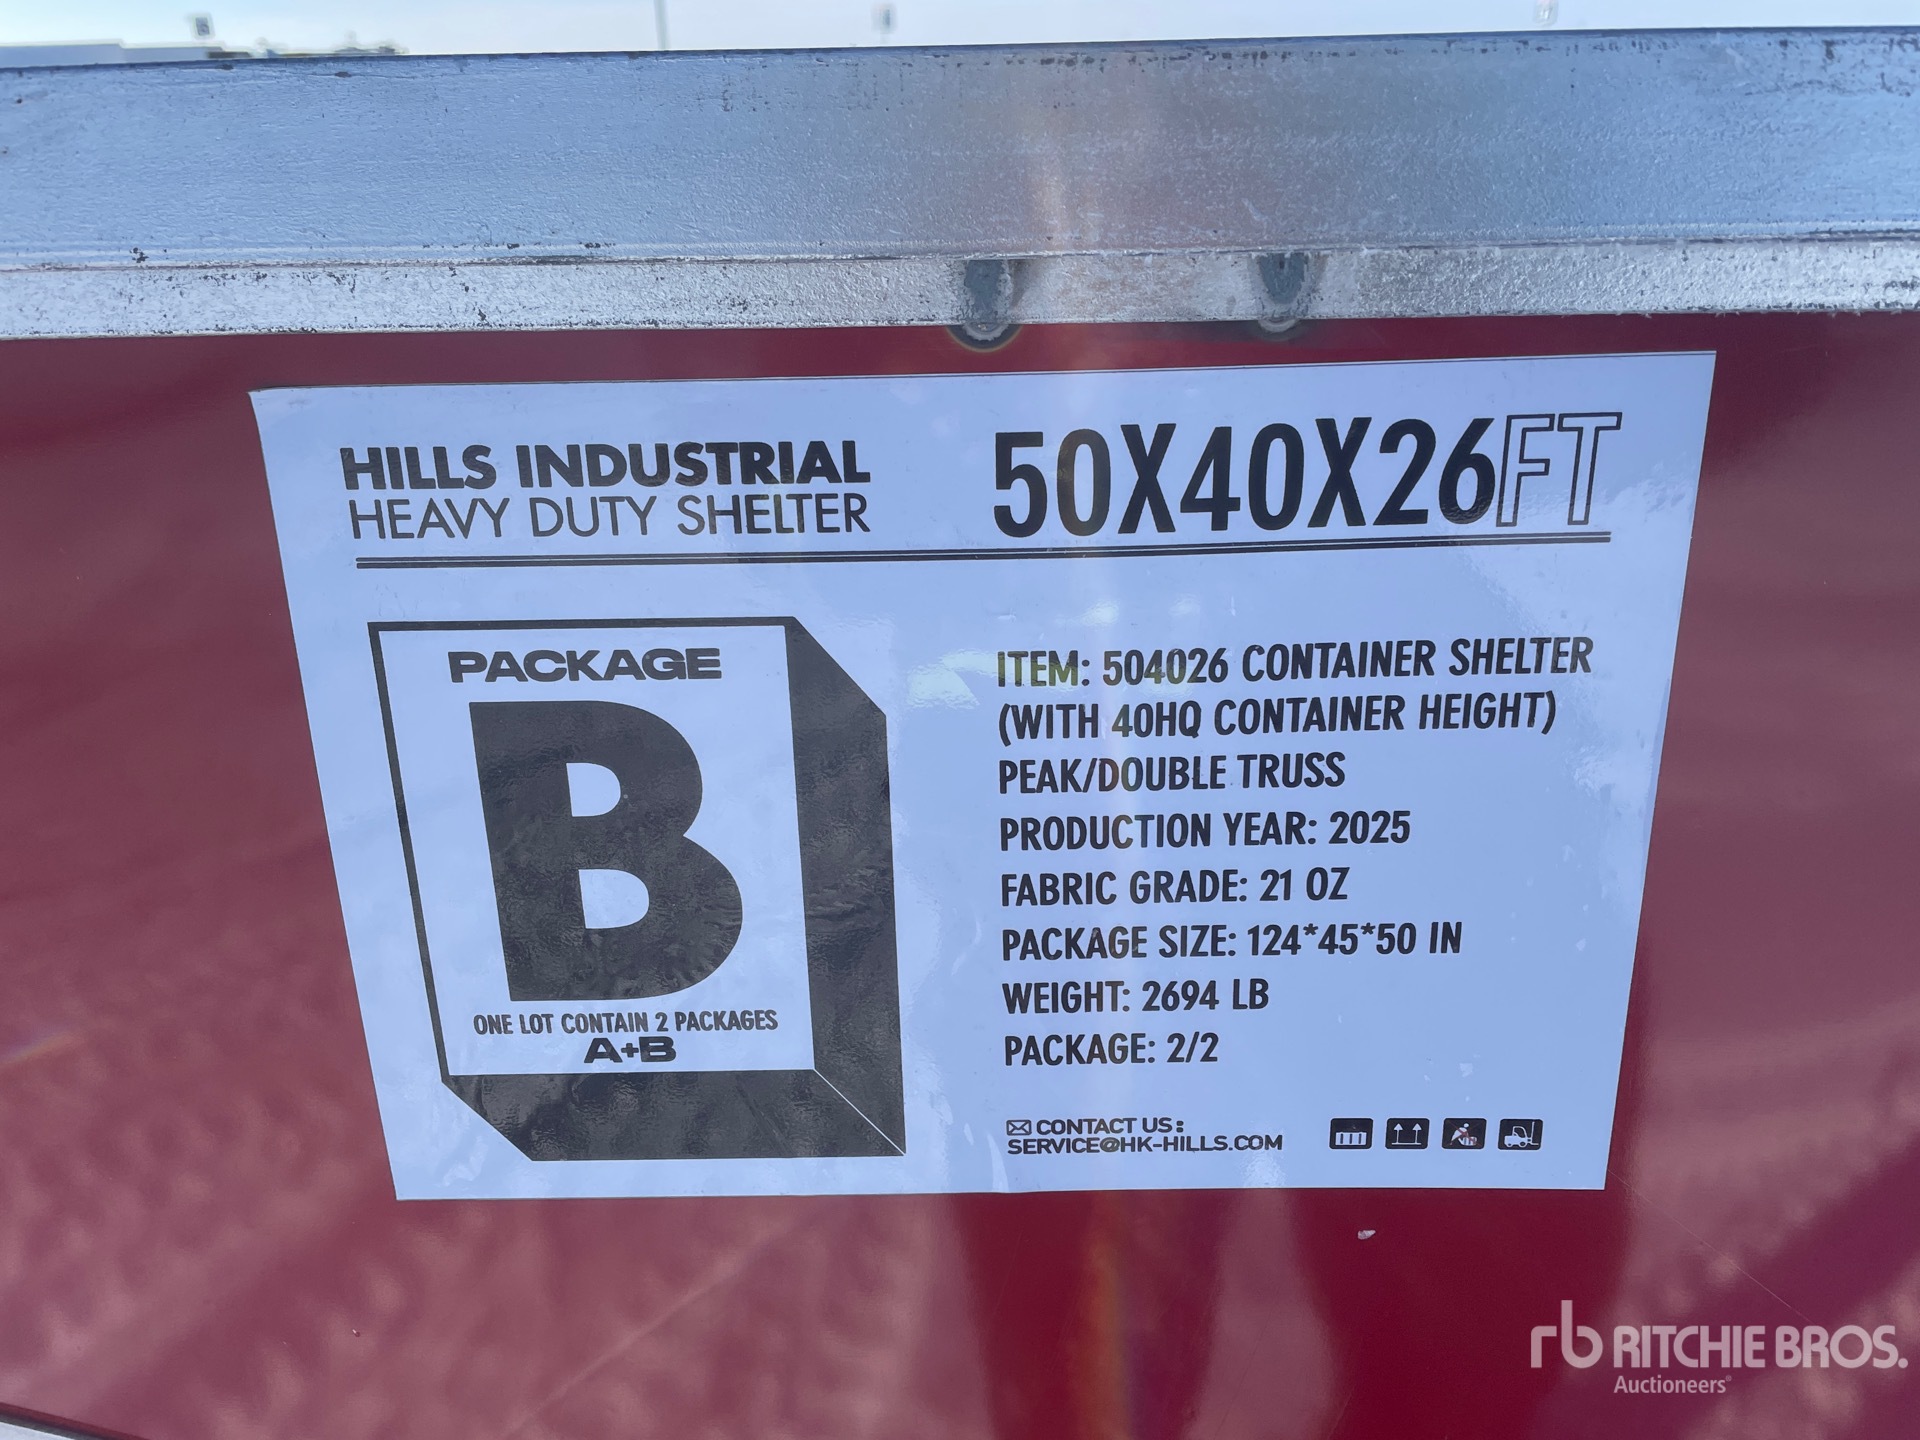 HILLS INDUSTRIAL
HEAVY DUTY SHELTER
50X40X26FT
PACKAGE
B
ONE LOT CONTAIN 2 PACKAGES
A+B
ITEM: 504026 CONTAINER SHELTER
(WITH 40HQ CONTAINER HEIGHT)
PEAK/DOUBLE TRUSS
PRODUCTION YEAR: 2025
FABRIC GRADE: 21 OZ
PACKAGE SIZE: 124*45*50 IN
WEIGHT: 2694 LB
PACKAGE: 2/2
CONTACT US:
SERVICE@HK-HILLS.COM
rb RITCHIE BROS.
Auctioneers®